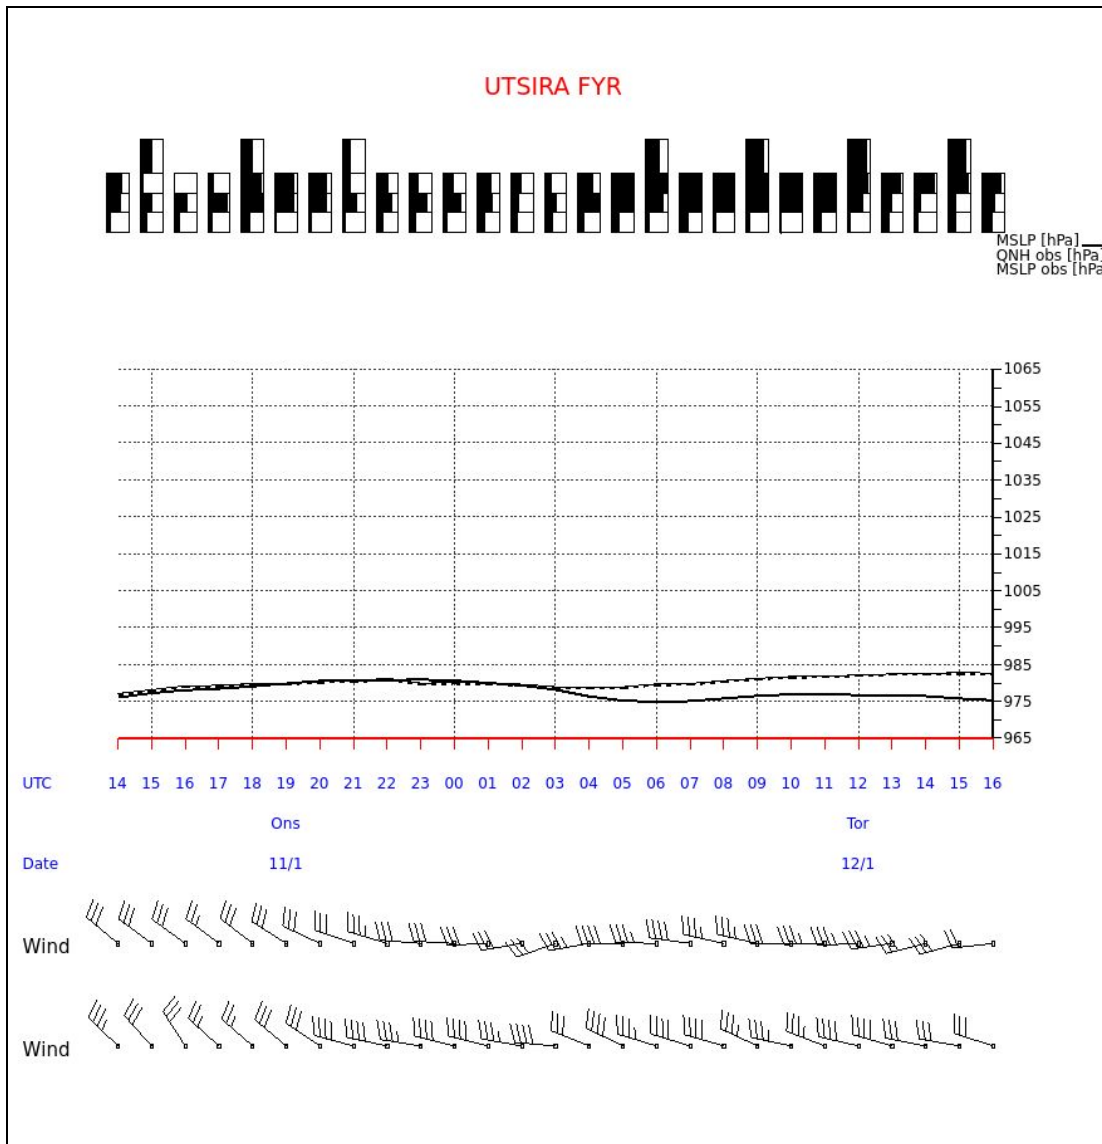 UTSIRA FYR
MSLP [hPa]
QNH obs [hPa]
MSLP obs [hPa
1065
1055
1045
1035
1025
1015
1005
995
985
975
965
UTC 14 15 16 17 18 19 20 21 22 23 00 01 02 03 04 05 06 07 08 09 10 11 12 13 14 15 16
Ons Tor
Date 11/1 12/1
Wind
Wind